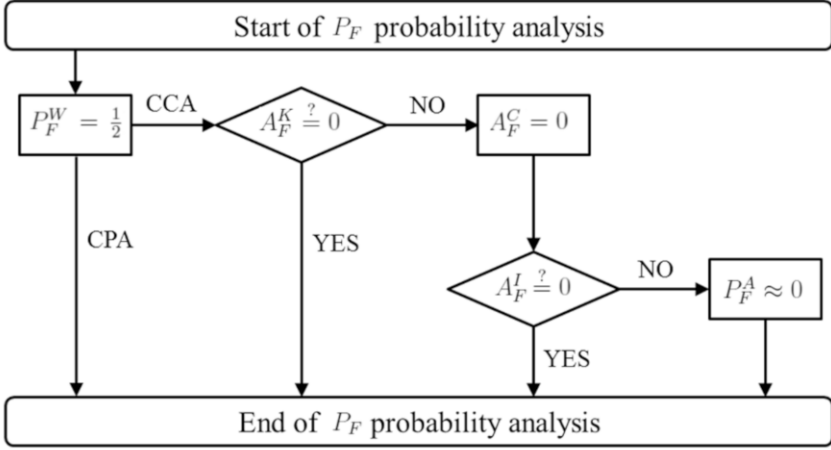 Start of P_F probability analysis
P_F^W = 1/2
CCA
A_F^K ?= 0
NO
A_F^C = 0
CPA
YES
A_F^I ?= 0
NO
P_F^A ≈ 0
YES
End of P_F probability analysis